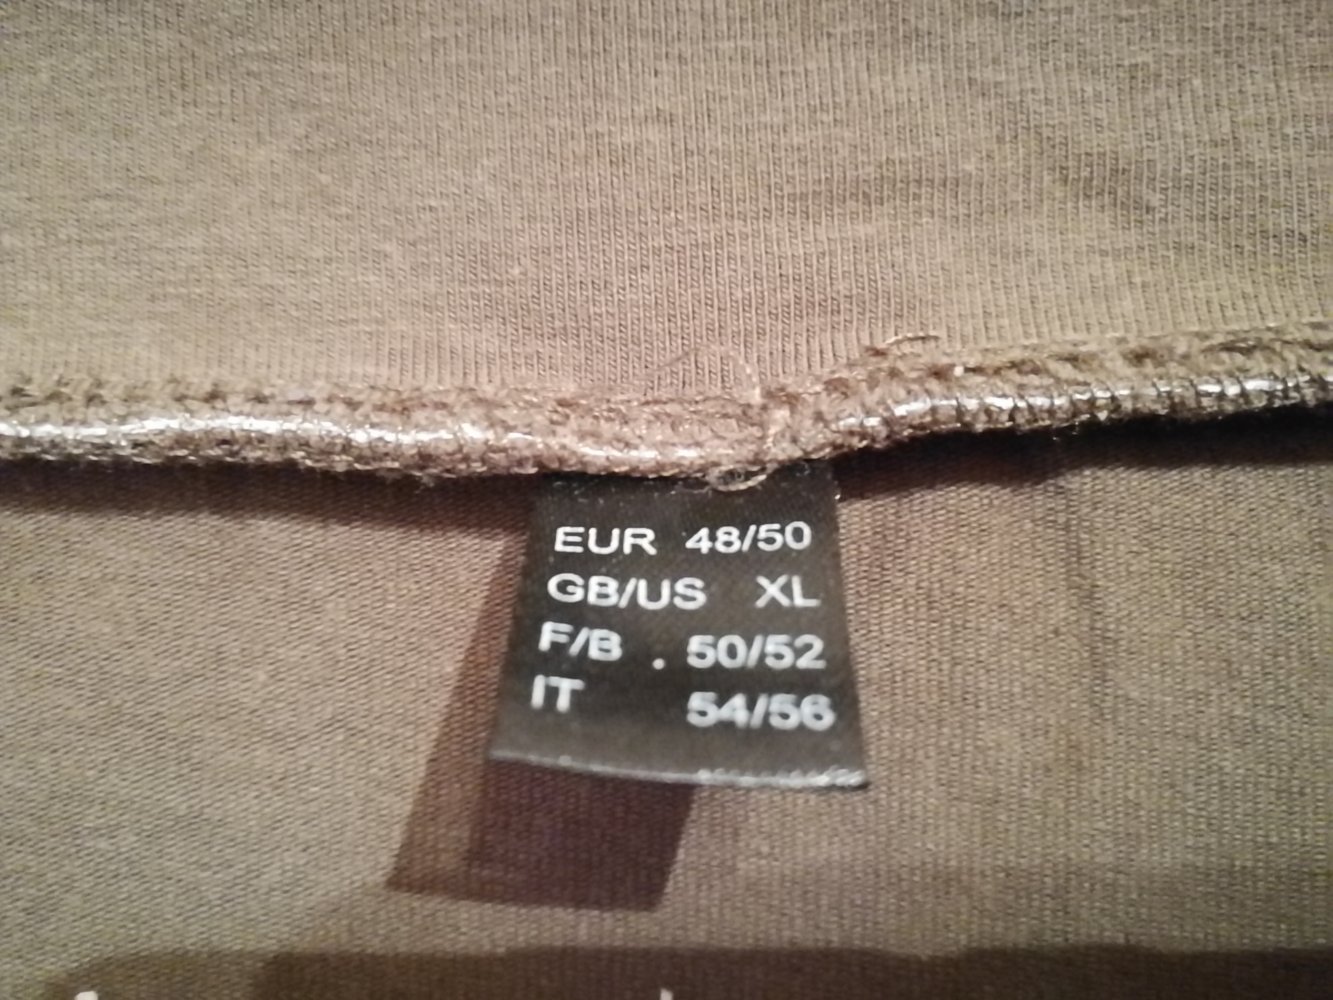 EUR 48/50
GB/US XL
F/B . 50/52
IT 54/56